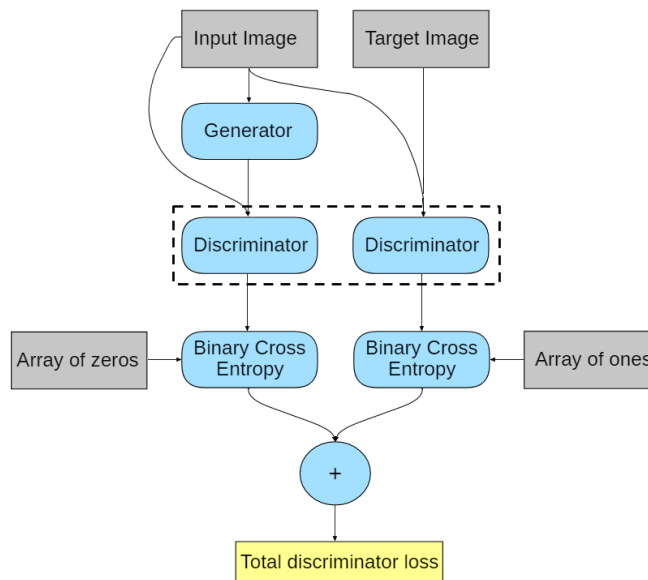 Input Image
Target Image
Generator
Discriminator
Discriminator
Array of zeros
Binary Cross
Entropy
Binary Cross
Entropy
Array of ones
+
Total discriminator loss